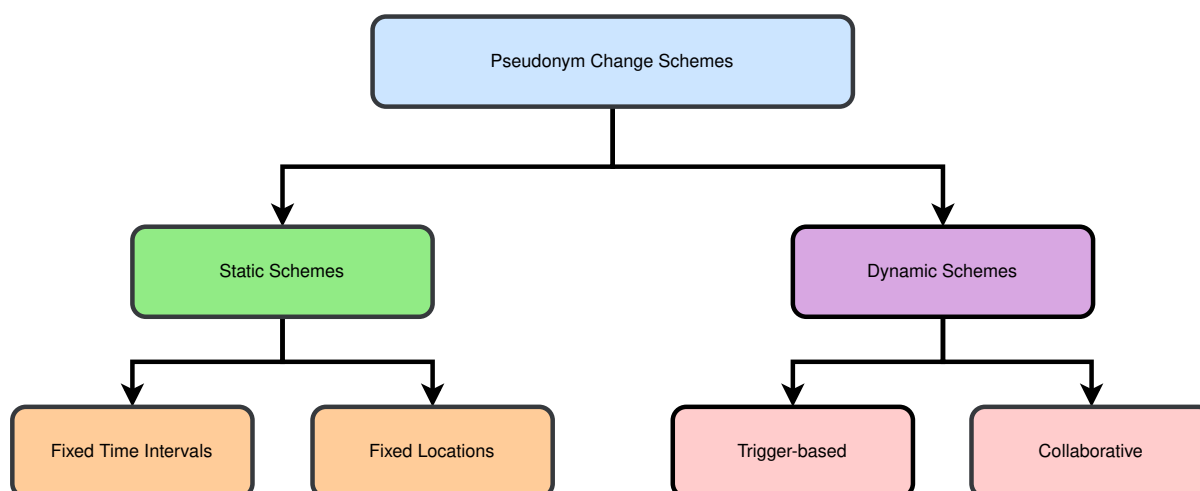 Pseudonym Change Schemes
Static Schemes
Dynamic Schemes
Fixed Time Intervals
Fixed Locations
Trigger-based
Collaborative